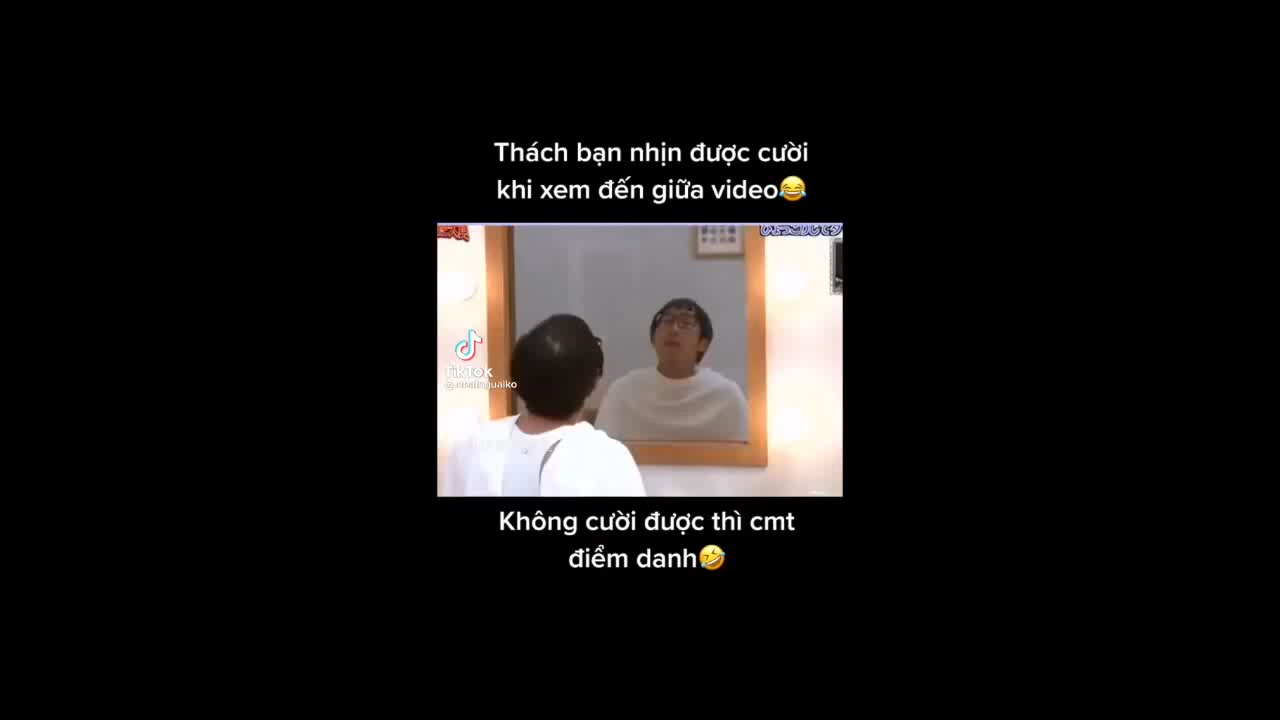 Thách bạn nhịn được cười
khi xem đến giữa video😂
TikTok
Không cười được thì cmt
điểm danh🤣